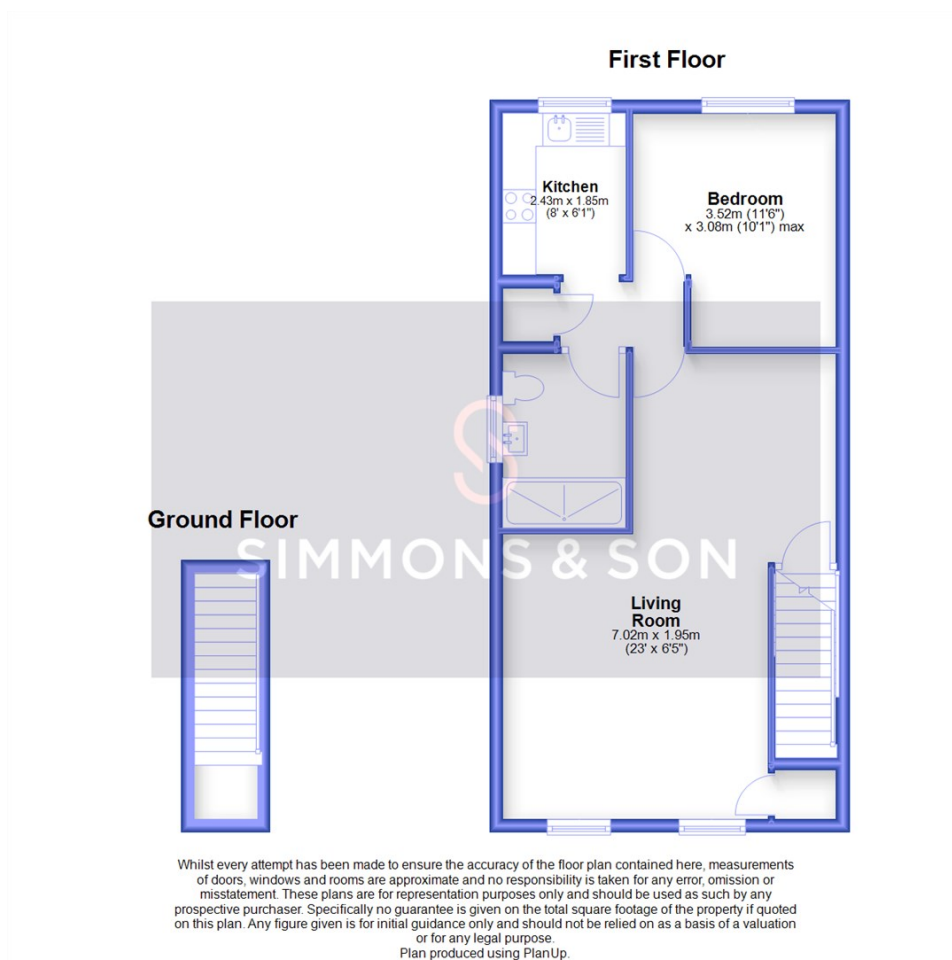 First Floor
Kitchen
2.43m x 1.85m
(8' x 6'1")
Bedroom
3.52m (11'6")
x 3.08m (10'1") max
Ground Floor
SIMMONS & SON
Living
Room
7.02m x 1.95m
(23' x 6'5")
Whilst every attempt has been made to ensure the accuracy of the floor plan contained here, measurements
of doors, windows and rooms are approximate and no responsibility is taken for any error, omission or
misstatement. These plans are for representation purposes only and should be used as such by any
prospective purchaser. Specifically no guarantee is given on the total square footage of the property if quoted
on this plan. Any figure given is for initial guidance only and should not be relied on as a basis of a valuation
or for any legal purpose.
Plan produced using PlanUp.